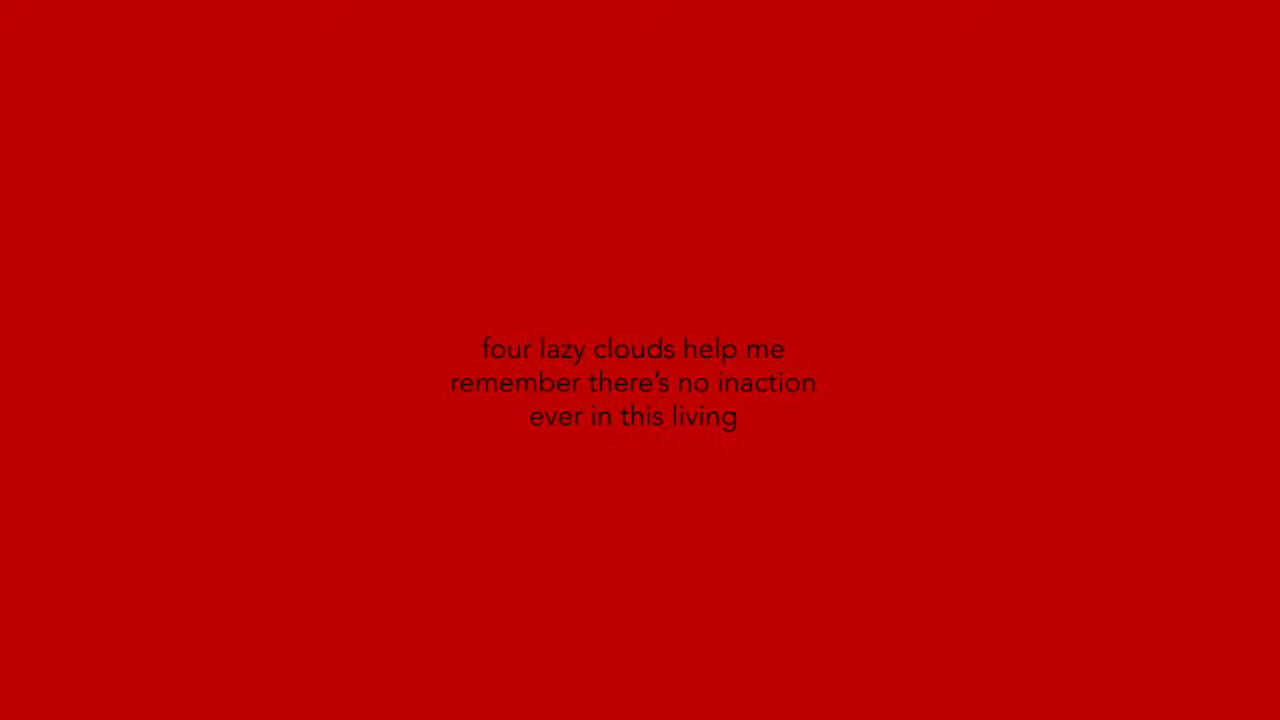 four lazy clouds help me
remember there's no inaction
ever in this living